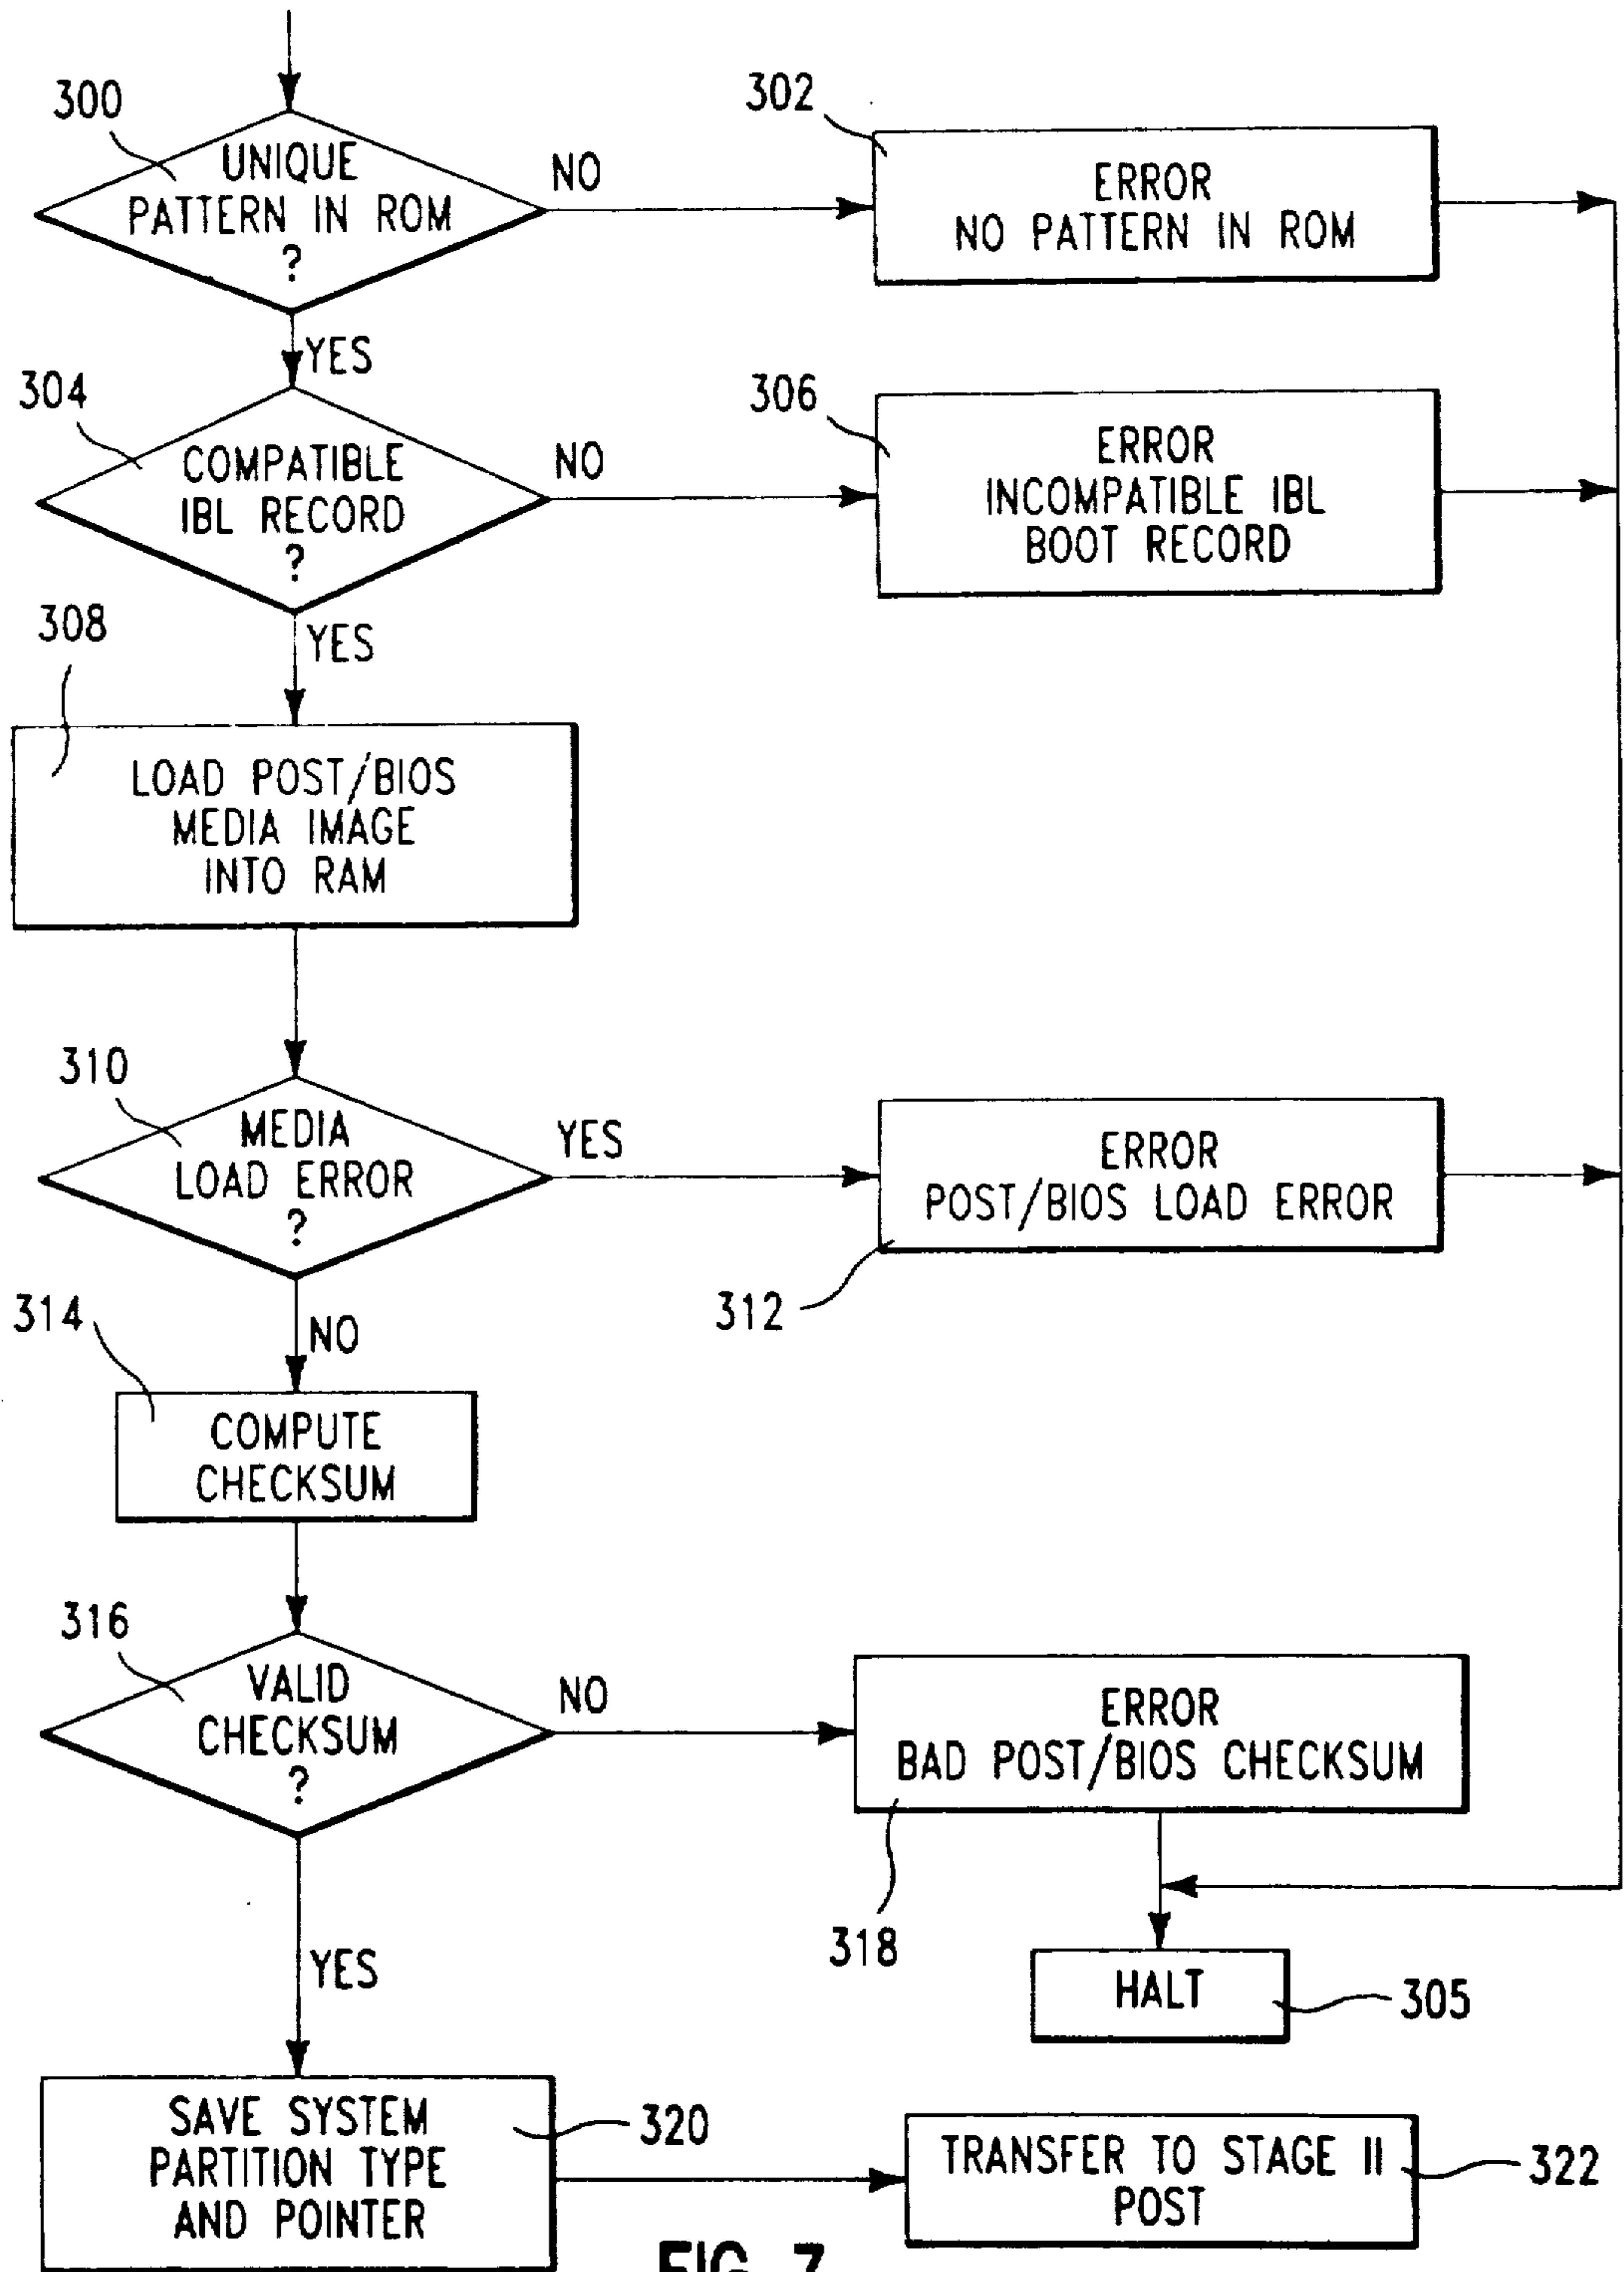 300
UNIQUE
PATTERN IN ROM
?
NO
302
ERROR
NO PATTERN IN ROM
YES
304
COMPATIBLE
IBL RECORD
?
NO
306
ERROR
INCOMPATIBLE IBL
BOOT RECORD
YES
308
LOAD POST/BIOS
MEDIA IMAGE
INTO RAM
310
MEDIA
LOAD ERROR
?
YES
ERROR
POST/BIOS LOAD ERROR
312
NO
314
COMPUTE
CHECKSUM
316
VALID
CHECKSUM
?
NO
ERROR
BAD POST/BIOS CHECKSUM
318
YES
HALT
305
SAVE SYSTEM
PARTITION TYPE
AND POINTER
320
TRANSFER TO STAGE II
POST
322
FIG. 7